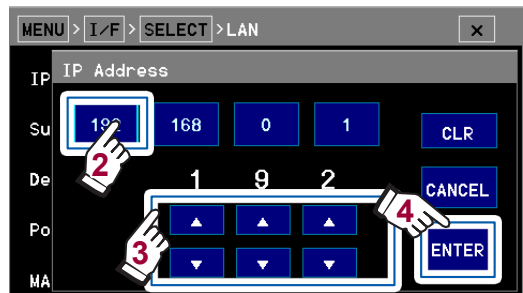 MENU > I/F > SELECT > LAN ×
IP Address
IP
Su 192 168 0 1 CLR
2
De 1 9 2 CANCEL
4
Po
3 ENTER
MA